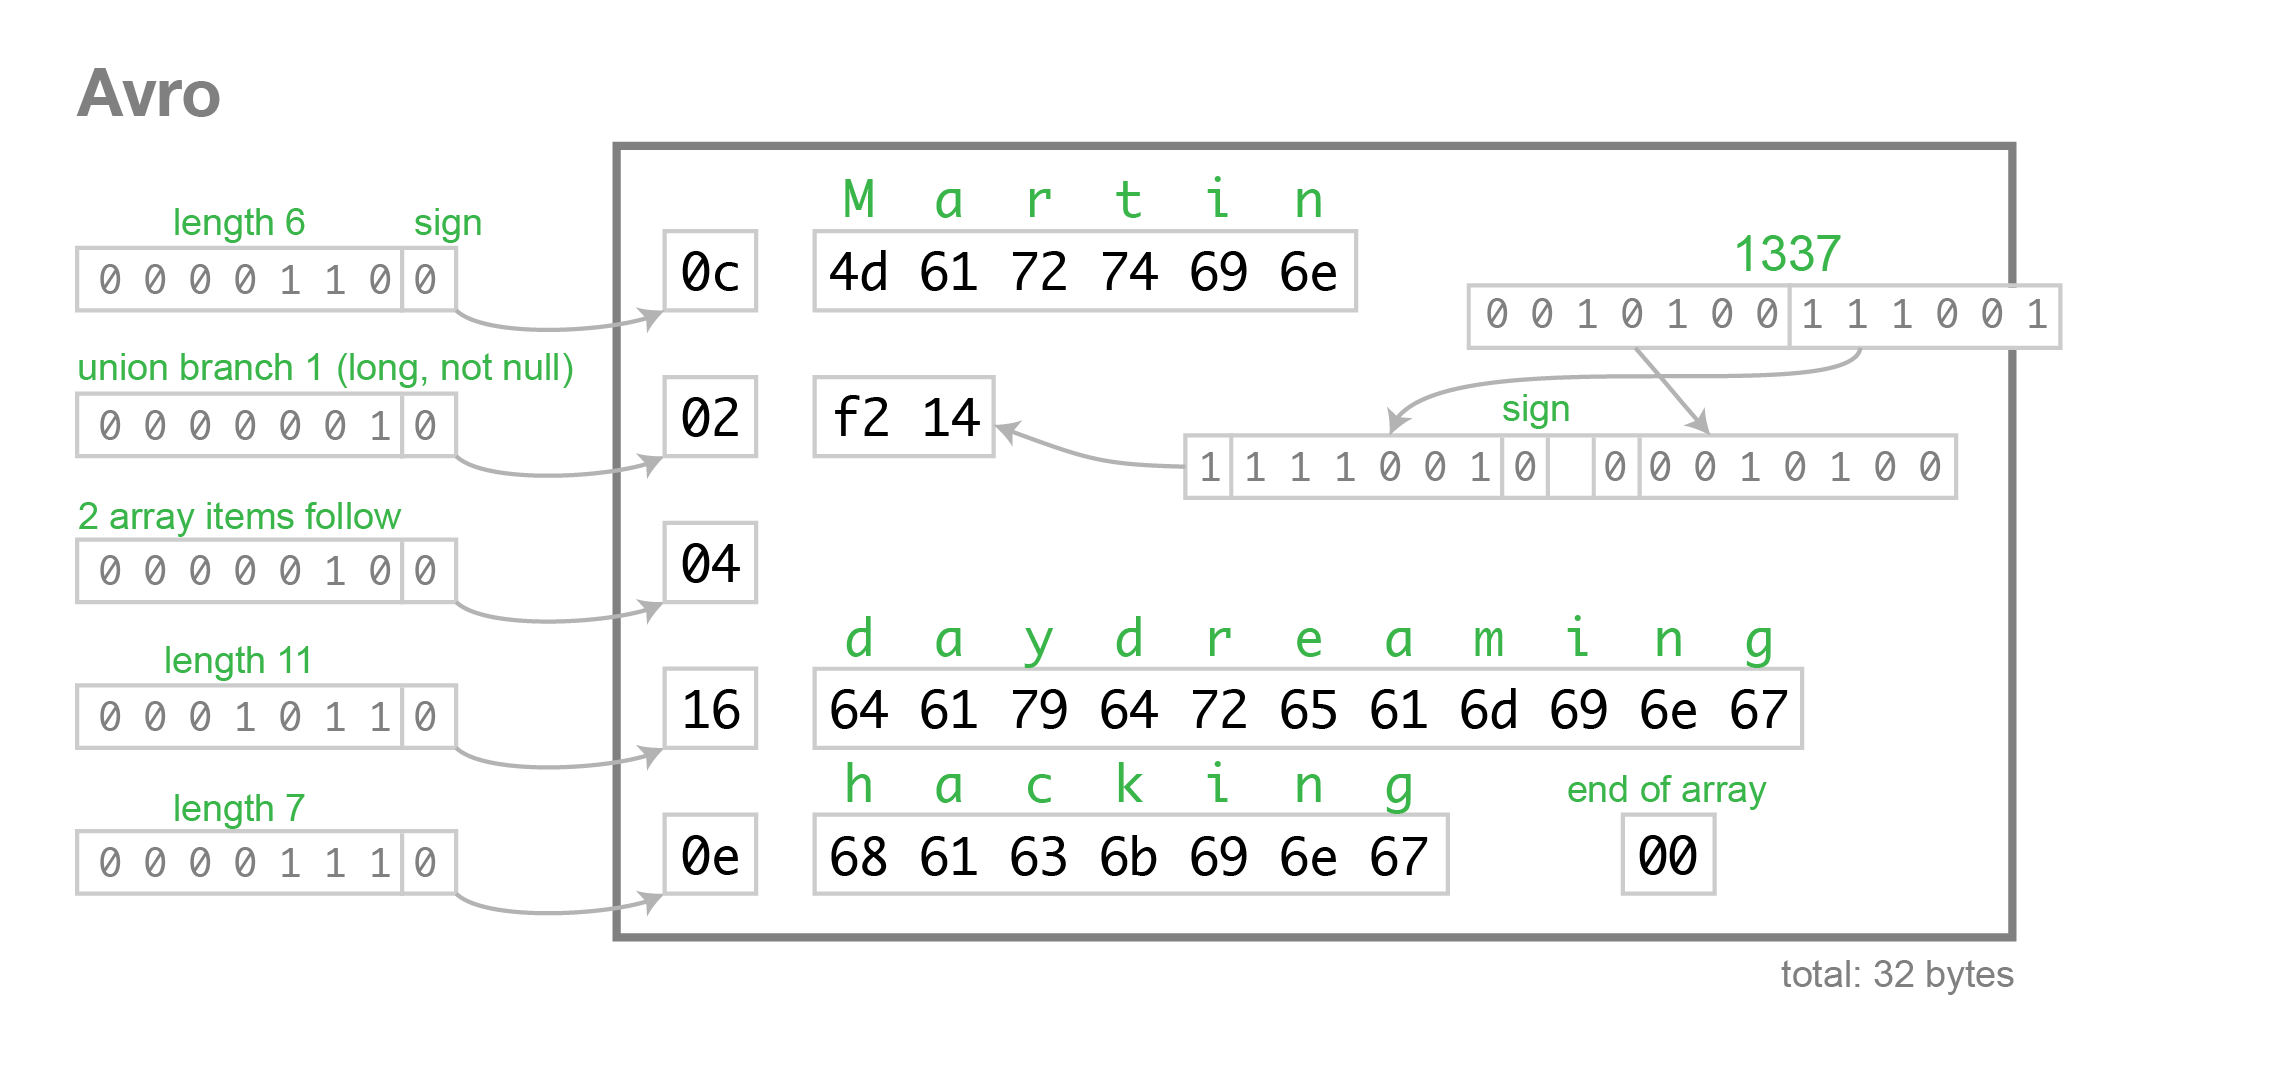 Avro
M a r t i n
length 6 sign
0 0 0 0 1 1 0 0
0c
4d 61 72 74 69 6e
1337
0 0 1 0 1 0 0 1 1 1 0 0 1
union branch 1 (long, not null)
0 0 0 0 0 0 1 0
02
f2 14
sign
1 1 1 1 0 0 1 0 0 0 0 1 0 1 0 0
2 array items follow
0 0 0 0 0 1 0 0
04
d a y d r e a m i n g
length 11
0 0 0 1 0 1 1 0
16
64 61 79 64 72 65 61 6d 69 6e 67
h a c k i n g
length 7
0 0 0 0 1 1 1 0
0e
68 61 63 6b 69 6e 67
end of array
00
total: 32 bytes